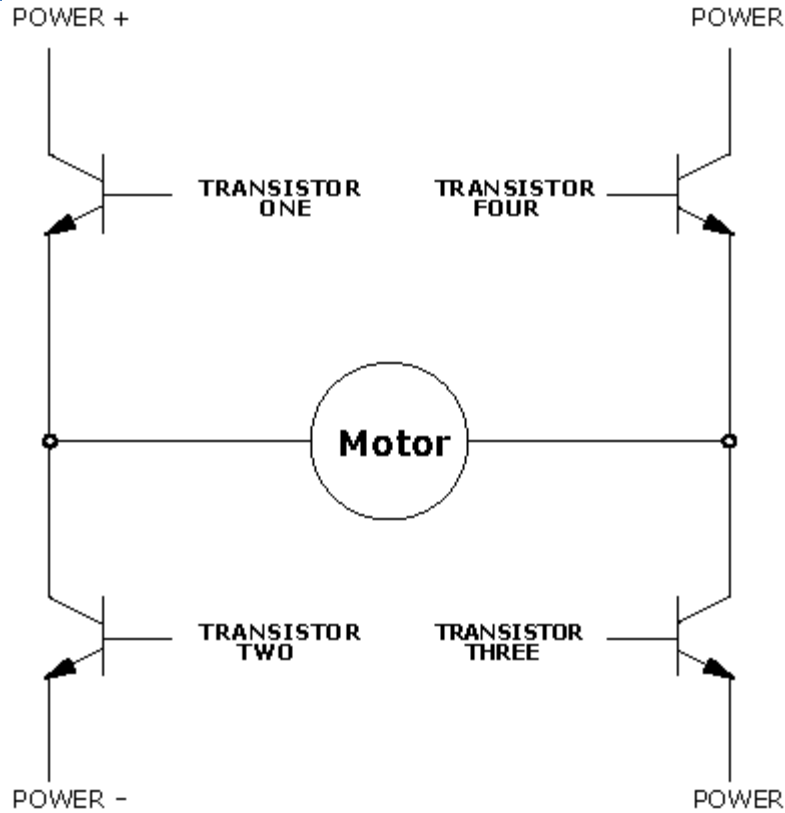 POWER +
POWER
TRANSISTOR
ONE
TRANSISTOR
FOUR
Motor
TRANSISTOR
TWO
TRANSISTOR
THREE
POWER -
POWER